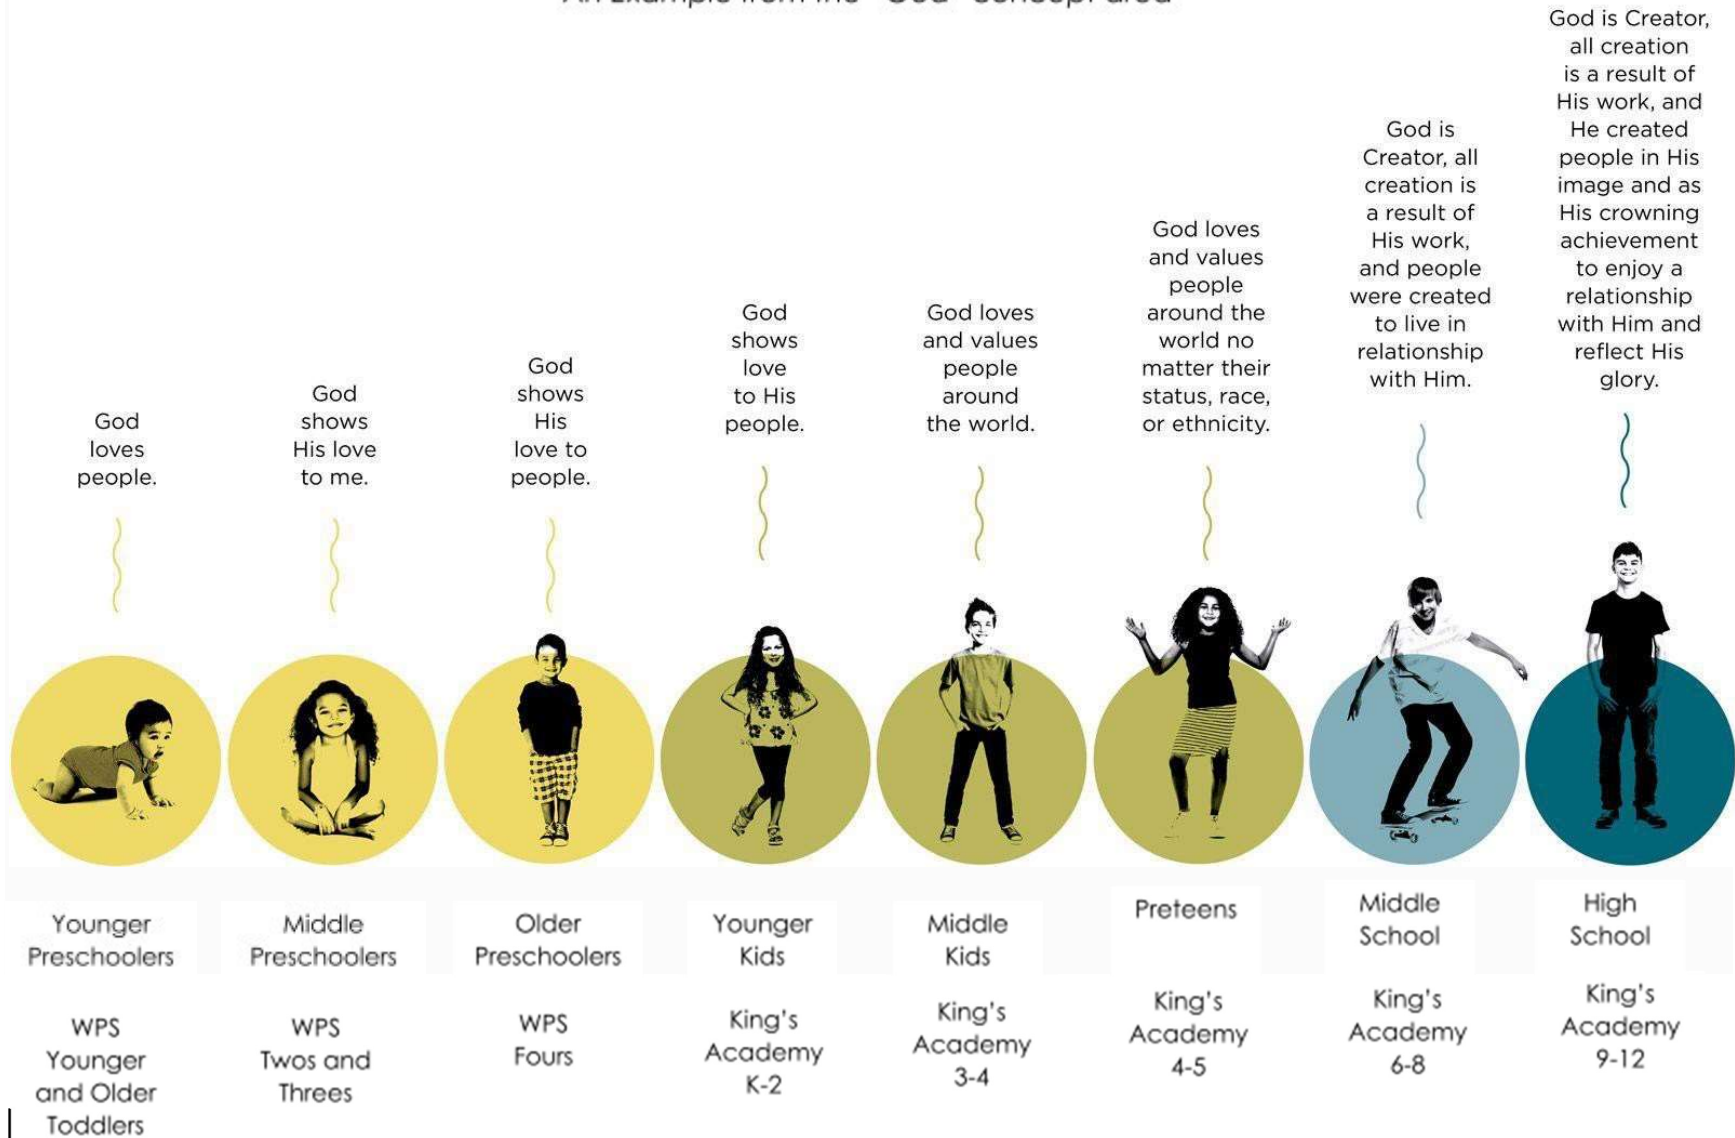 God
loves
people.
God
shows
His love
to me.
God
shows
His
love to
people.
God
shows
love
to His
people.
God loves
and values
people
around
the world.
God loves
and values
people
around the
world no
matter their
status, race,
or ethnicity.
God is
Creator, all
creation is
a result of
His work,
and people
were created
to live in
relationship
with Him.
God is Creator,
all creation
is a result of
His work, and
He created
people in His
image and as
His crowning
achievement
to enjoy a
relationship
with Him and
reflect His
glory.
Younger
Preschoolers
Middle
Preschoolers
Older
Preschoolers
Younger
Kids
Middle
Kids
Preteens
Middle
School
High
School
WPS
Younger
and Older
Toddlers
WPS
Twos and
Threes
WPS
Fours
King's
Academy
K-2
King's
Academy
3-4
King's
Academy
4-5
King's
Academy
6-8
King's
Academy
9-12